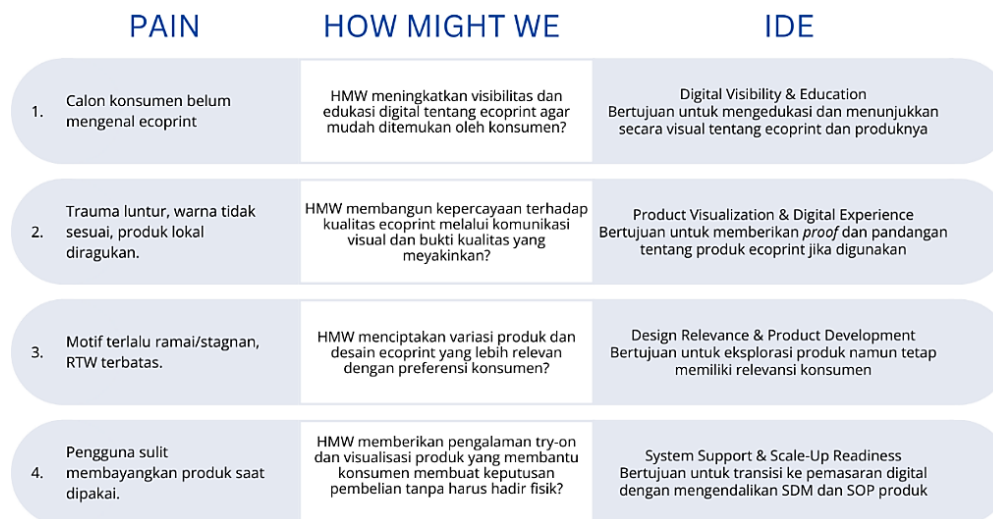 PAIN
HOW MIGHT WE
IDE
1.
Calon konsumen belum
mengenal ecoprint
HMW meningkatkan visibilitas dan
edukasi digital tentang ecoprint agar
mudah ditemukan oleh konsumen?
Digital Visibility & Education
Bertujuan untuk mengedukasi dan menunjukkan
secara visual tentang ecoprint dan produknya
2.
Trauma luntur, warna tidak
sesuai, produk lokal
diragukan.
HMW membangun kepercayaan terhadap
kualitas ecoprint melalui komunikasi
visual dan bukti kualitas yang
meyakinkan?
Product Visualization & Digital Experience
Bertujuan untuk memberikan proof dan pandangan
tentang produk ecoprint jika digunakan
3.
Motif terlalu ramai/stagnan,
RTW terbatas.
HMW menciptakan variasi produk dan
desain ecoprint yang lebih relevan
dengan preferensi konsumen?
Design Relevance & Product Development
Bertujuan untuk eksplorasi produk namun tetap
memiliki relevansi konsumen
4.
Pengguna sulit
membayangkan produk saat
dipakai.
HMW memberikan pengalaman try-on
dan visualisasi produk yang membantu
konsumen membuat keputusan
pembelian tanpa harus hadir fisik?
System Support & Scale-Up Readiness
Bertujuan untuk transisi ke pemasaran digital
dengan mengendalikan SDM dan SOP produk